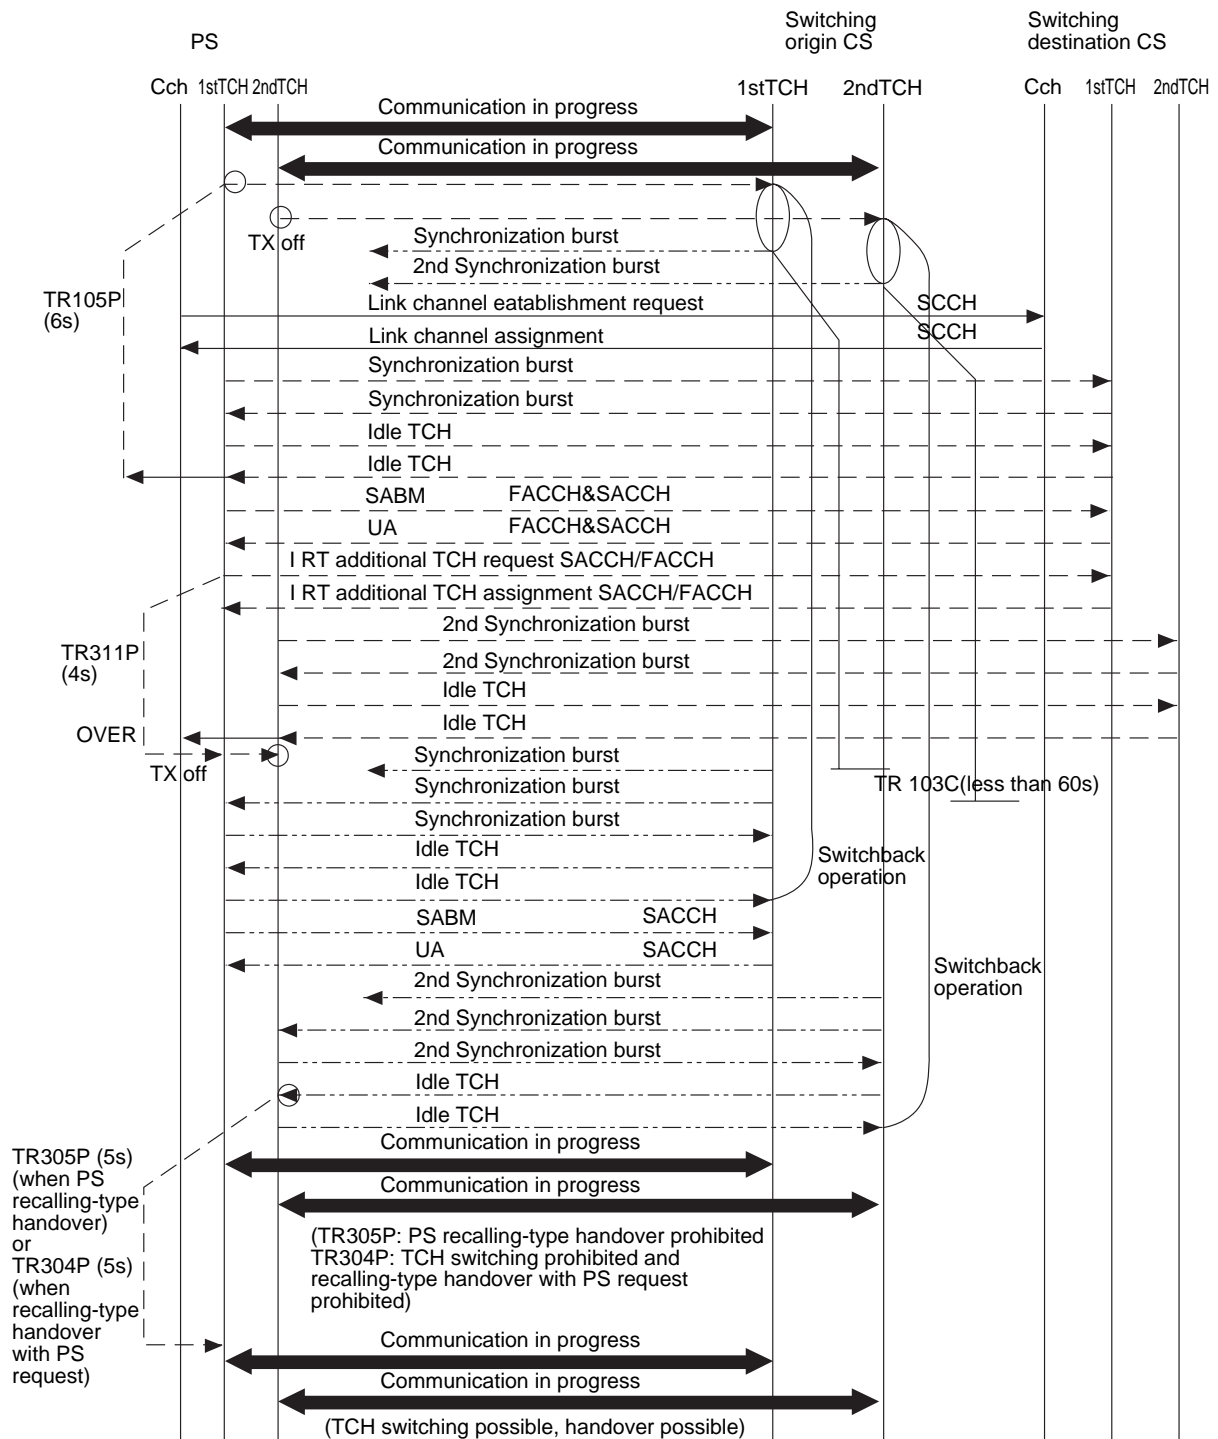 PS
Switching
origin CS
Switching
destination CS
Cch 1stTCH 2ndTCH
1stTCH 2ndTCH
Cch 1stTCH 2ndTCH
Communication in progress
Communication in progress
TX off
Synchronization burst
2nd Synchronization burst
TR105P
(6s)
Link channel eatablishment request SCCH
Link channel assignment SCCH
Synchronization burst
Synchronization burst
Idle TCH
Idle TCH
SABM FACCH&SACCH
UA FACCH&SACCH
I RT additional TCH request SACCH/FACCH
I RT additional TCH assignment SACCH/FACCH
2nd Synchronization burst
TR311P
(4s)
2nd Synchronization burst
Idle TCH
Idle TCH
OVER
TX off
Synchronization burst
TR 103C(less than 60s)
Synchronization burst
Synchronization burst
Idle TCH
Switchback
operation
Idle TCH
SABM SACCH
UA SACCH
Switchback
operation
2nd Synchronization burst
2nd Synchronization burst
2nd Synchronization burst
Idle TCH
Idle TCH
Communication in progress
TR305P (5s)
(when PS
recalling-type
handover)
or
TR304P (5s)
(when
recalling-type
handover
with PS
request)
Communication in progress
(TR305P: PS recalling-type handover prohibited
TR304P: TCH switching prohibited and
recalling-type handover with PS request
prohibited)
Communication in progress
Communication in progress
(TCH switching possible, handover possible)